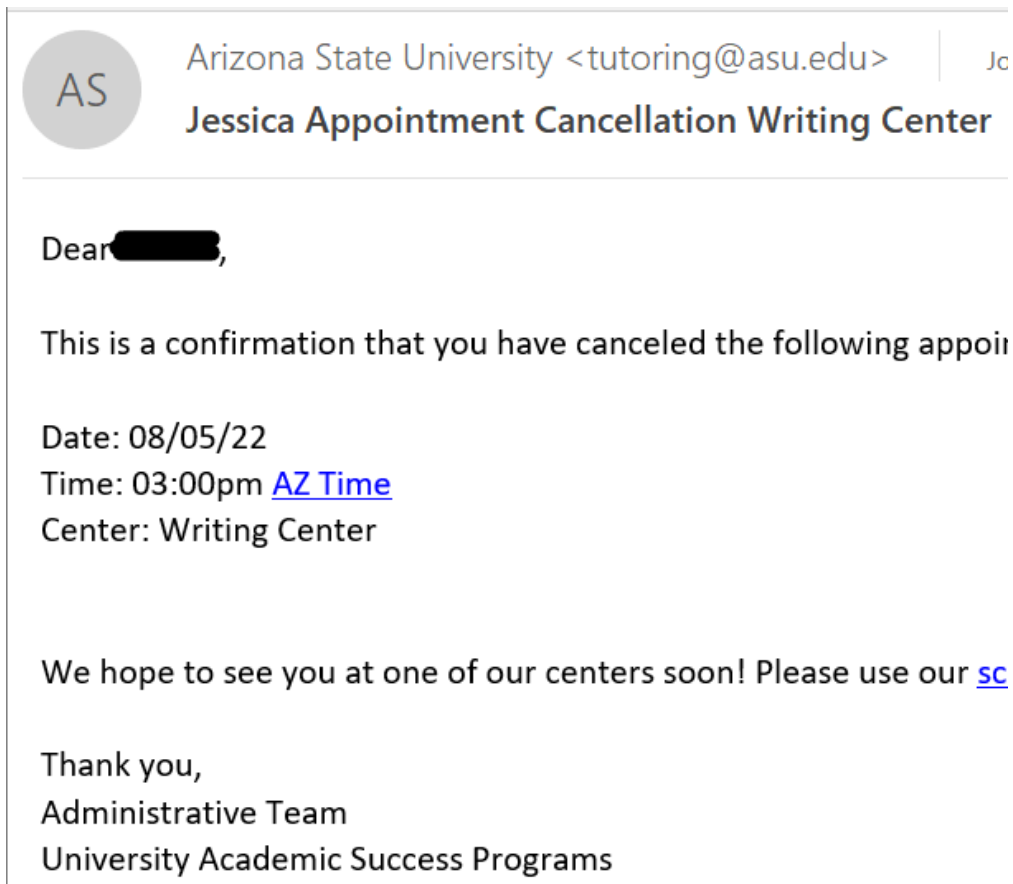 AS
Arizona State University <tutoring@asu.edu>
Jessica Appointment Cancellation Writing Center
Dear ,
This is a confirmation that you have canceled the following
Date: 08/05/22
Time: 03:00pm AZ Time
Center: Writing Center
We hope to see you at one of our centers soon! Please use our
Thank you,
Administrative Team
University Academic Success Programs